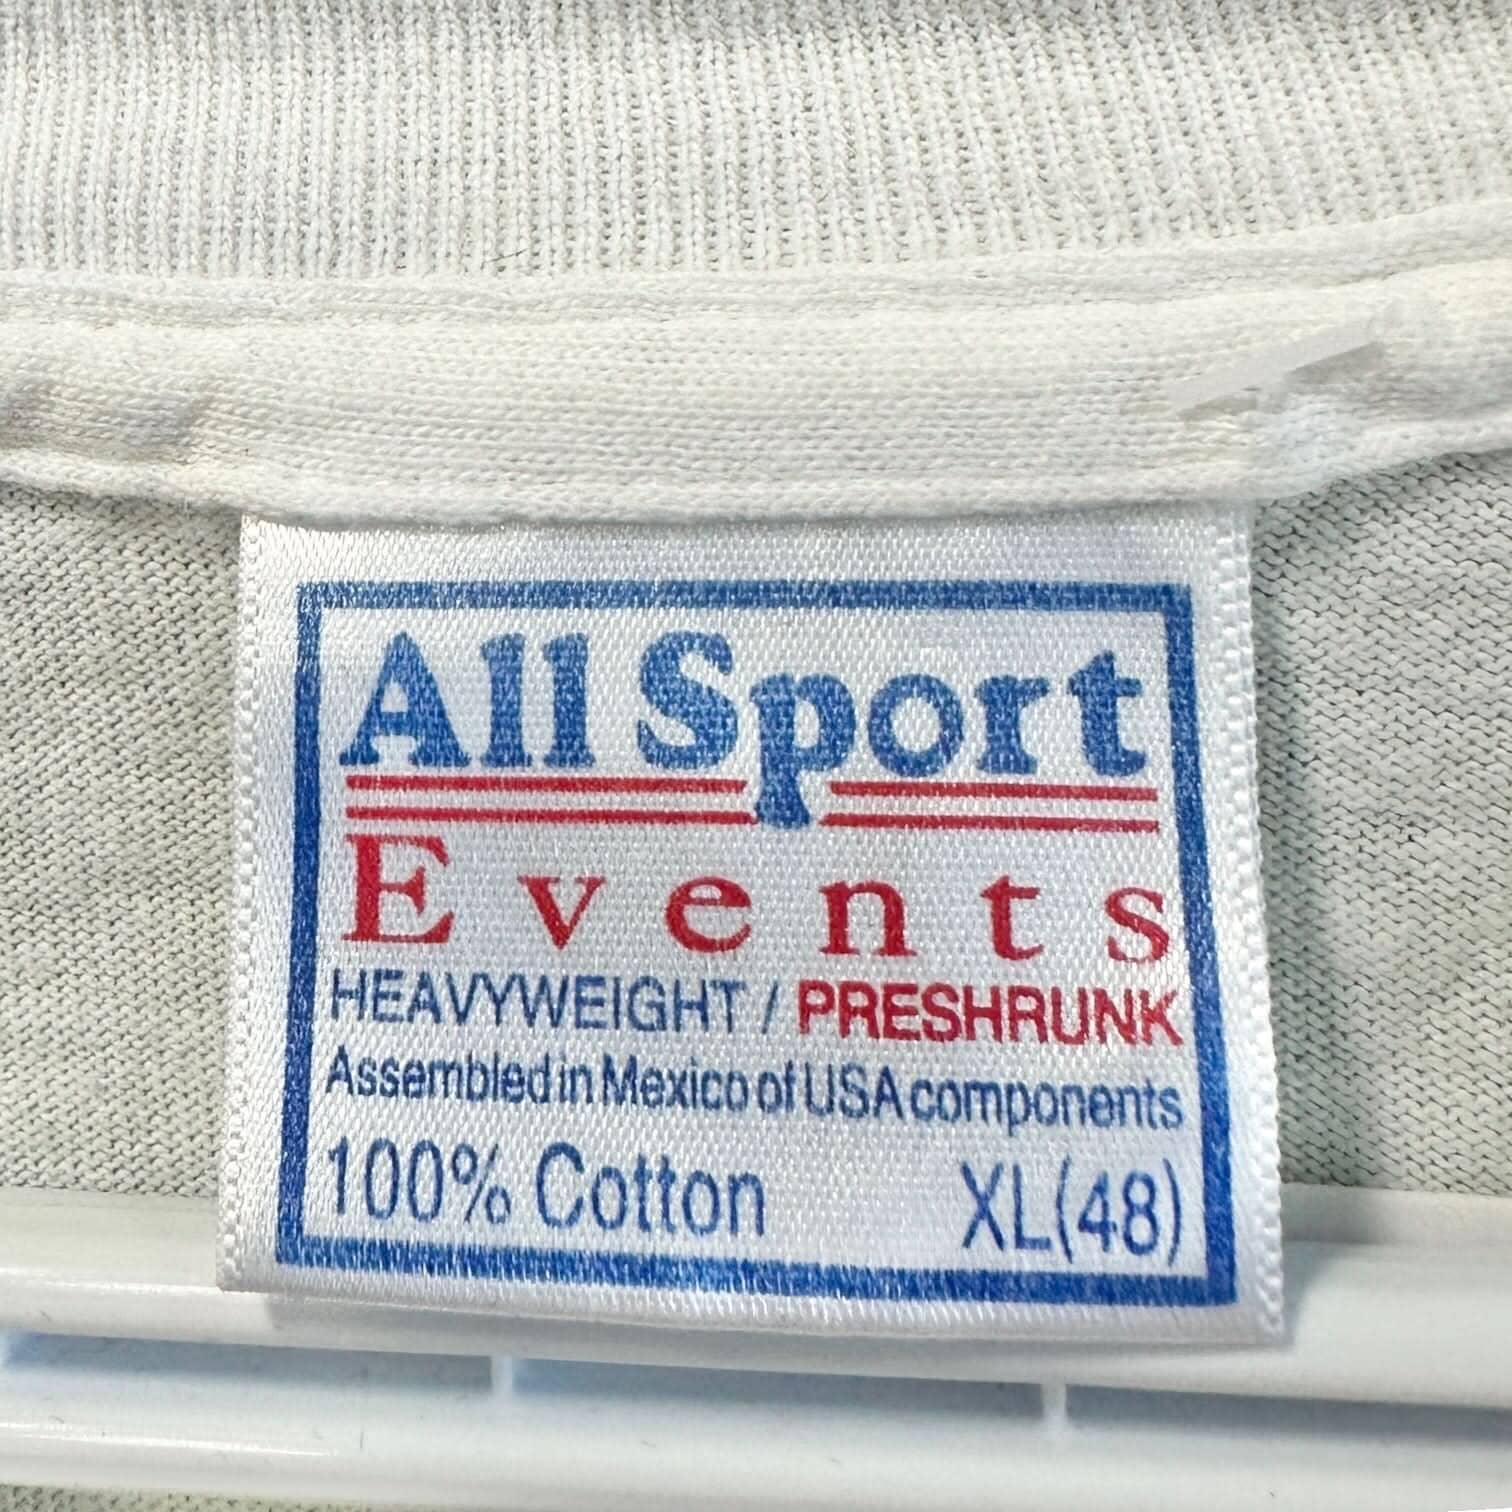 All Sport
Events
HEAVYWEIGHT / PRESHRUNK
Assembled in Mexico of USA components
100% Cotton XL(48)